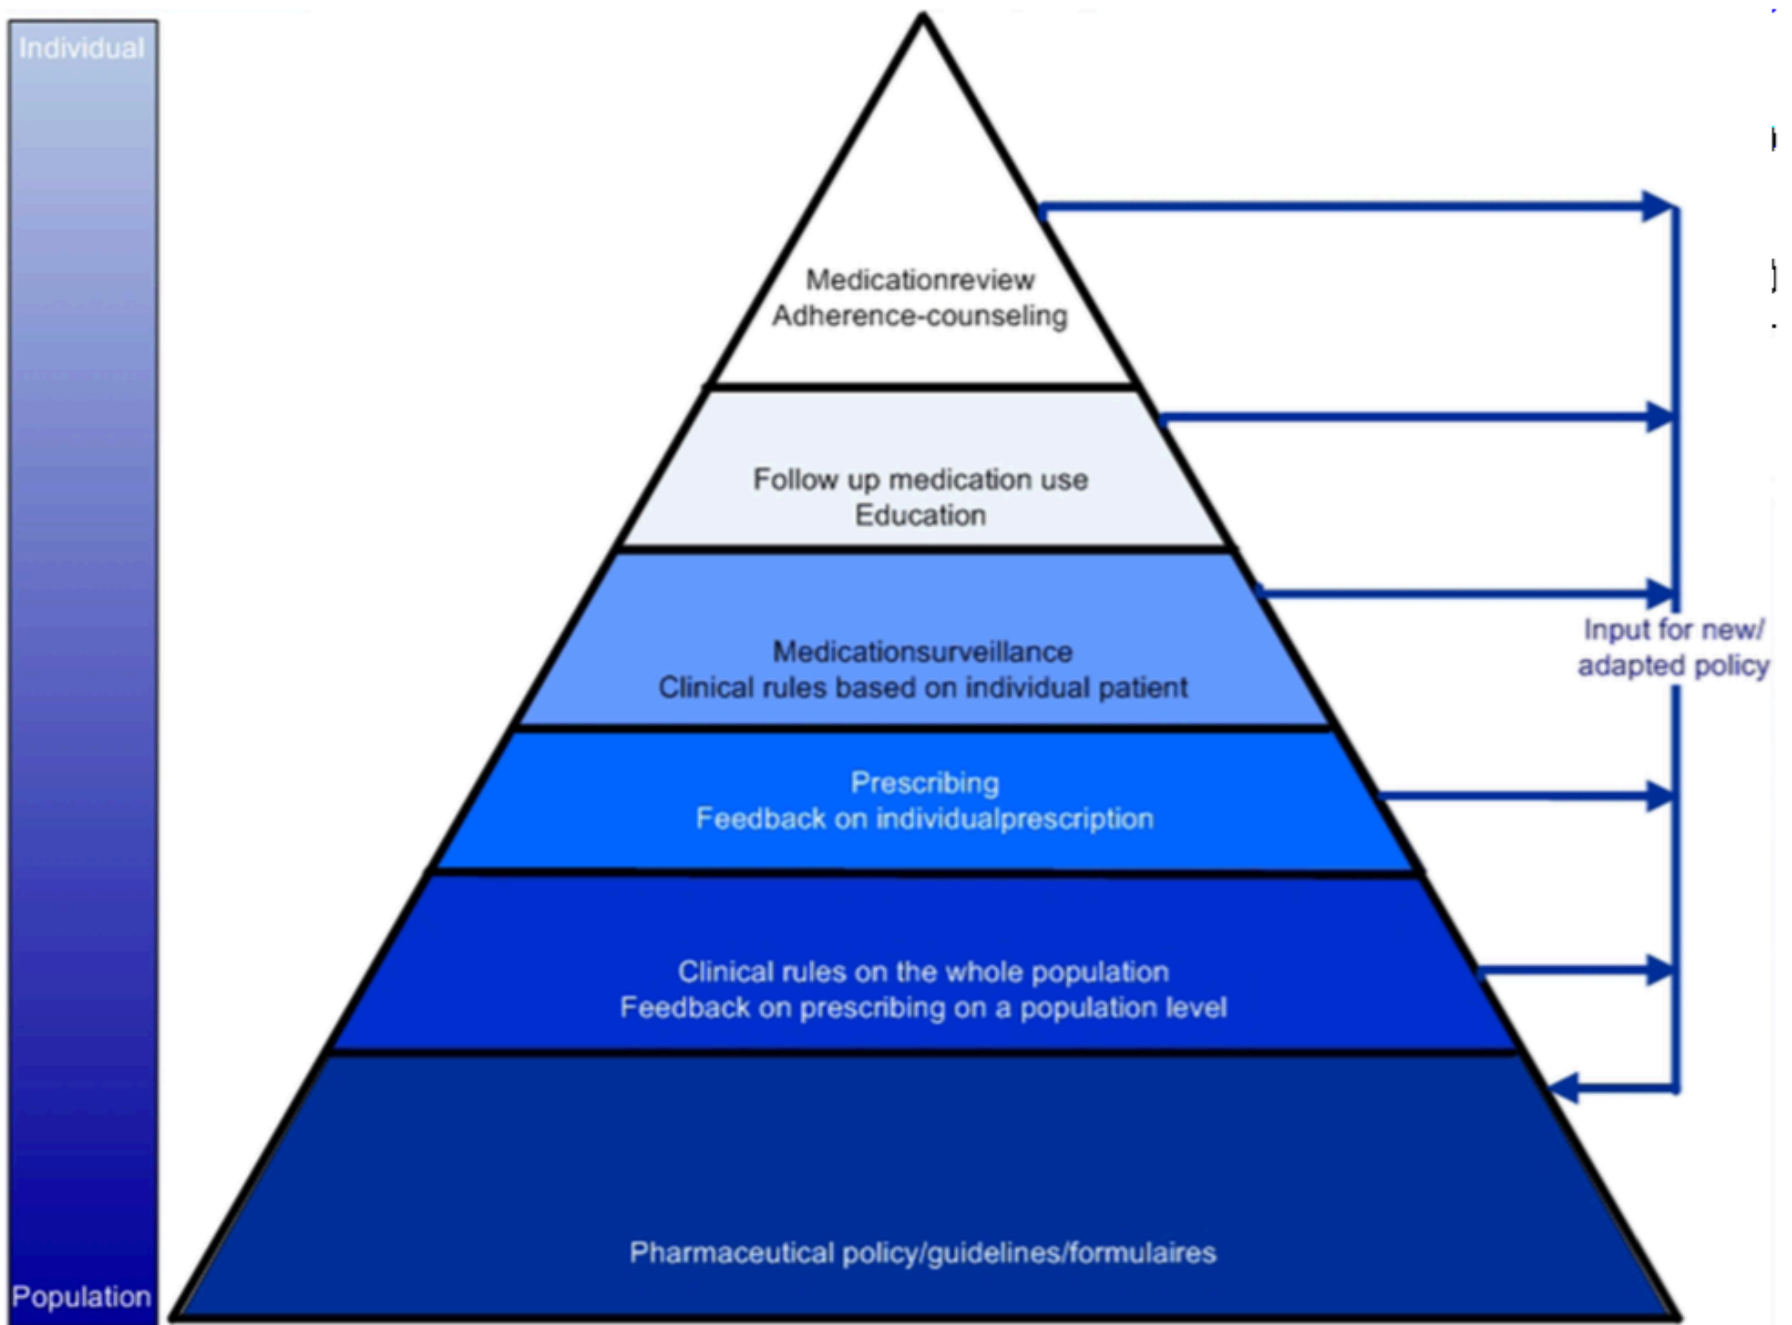 Individual
Medicationreview
Adherence-counseling
Follow up medication use
Education
Medicationsurveillance
Clinical rules based on individual patient
Input for new/
adapted policy
Prescribing
Feedback on individualprescription
Clinical rules on the whole population
Feedback on prescribing on a population level
Pharmaceutical policy/guidelines/formulaires
Population